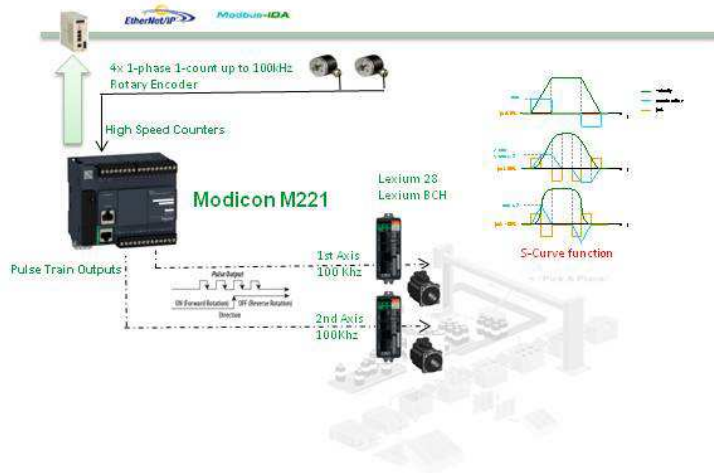 EtherNet/IP
Modbus-IDA
4x 1-phase 1-count up to 100kHz
Rotary Encoder
High Speed Counters
Modicon M221
Lexium 28
Lexium BCH
Pulse Train Outputs
1st Axis
100 Khz
Pulse Output
ON (Forward Rotation)
OFF (Reverse Rotation)
Direction
2nd Axis
100Khz
S-Curve function
Pick & Place